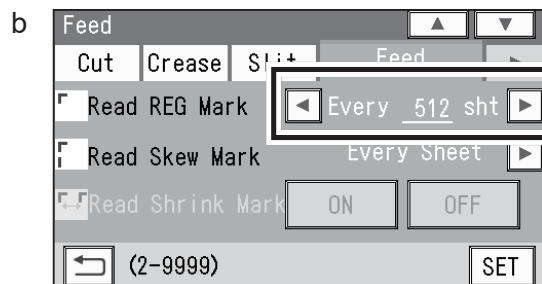 b
Feed ▲ ▼
Cut Crease Slit Feed ▶
Read REG Mark ◀ Every 512 sht ▶
Read Skew Mark Every Sheet ▶
Read Shrink Mark ON OFF
(2-9999) SET